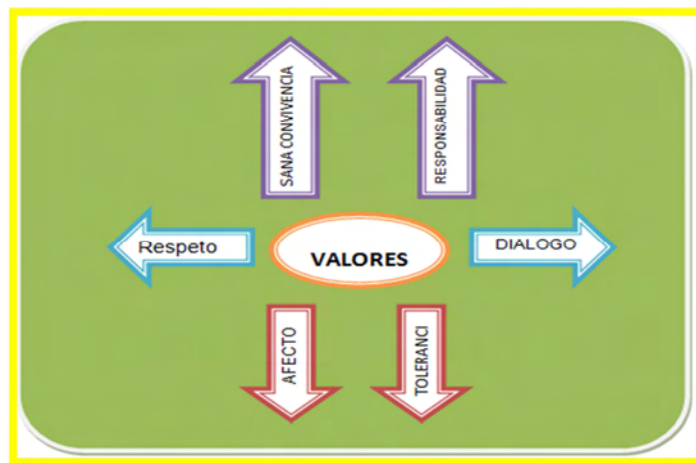 SANA CONVIVENCIA
RESPONSABILIDAD
Respeto
VALORES
DIALOGO
AFECTO
TOLERANCI